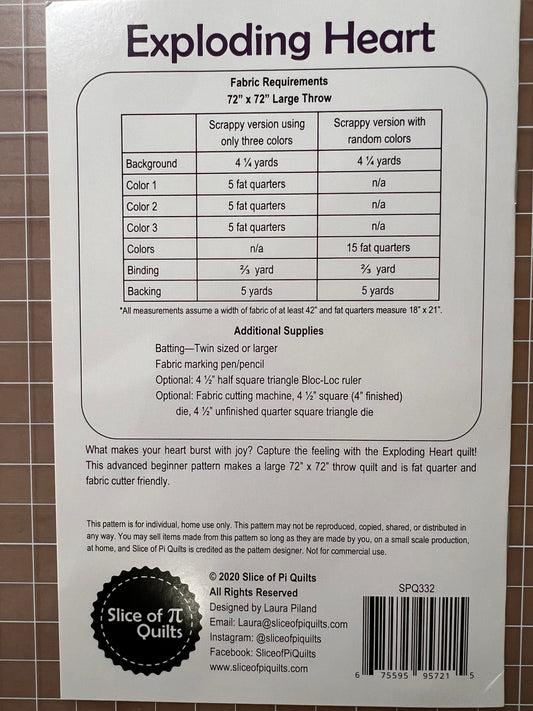 Exploding Heart
Fabric Requirements
72" x 72" Large Throw
Scrappy version using only three colors | Scrappy version with random colors
Background | 4 ¼ yards | 4 ¼ yards
Color 1 | 5 fat quarters | n/a
Color 2 | 5 fat quarters | n/a
Color 3 | 5 fat quarters | n/a
Colors | n/a | 15 fat quarters
Binding | ⅔ yard | ⅔ yard
Backing | 5 yards | 5 yards
*All measurements assume a width of fabric of at least 42" and fat quarters measure 18" x 21".
Additional Supplies
Batting—Twin sized or larger
Fabric marking pen/pencil
Optional: 4 ½" half square triangle Bloc-Loc ruler
Optional: Fabric cutting machine, 4 ½" square (4" finished)
die, 4 ½" unfinished quarter square triangle die
What makes your heart burst with joy? Capture the feeling with the Exploding Heart quilt!
This advanced beginner pattern makes a large 72" x 72" throw quilt and is fat quarter and
fabric cutter friendly.
This pattern is for individual, home use only. This pattern may not be reproduced, copied, shared, or distributed in
any way. You may sell items made from this pattern so long as they are made by you, on a small scale production,
at home, and Slice of Pi Quilts is credited as the pattern designer. Not for commercial use.
Slice of π
Quilts
© 2020 Slice of Pi Quilts
All Rights Reserved
Designed by Laura Piland
Email: Laura@sliceofpiquilts.com
Instagram: @sliceofpiquilts
Facebook: SliceofPiQuilts
www.sliceofpiquilts.com
SPQ332
6 75595 95721 5